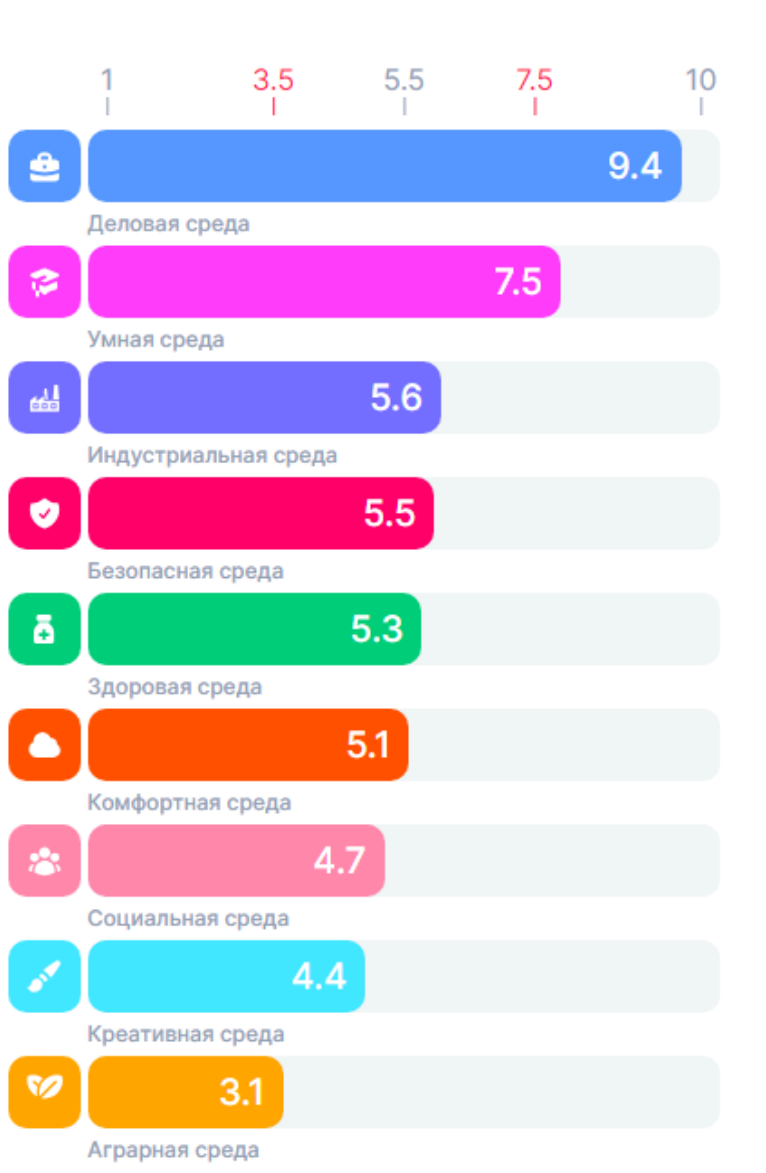 1 3.5 5.5 7.5 10
9.4
Деловая среда
7.5
Умная среда
5.6
Индустриальная среда
5.5
Безопасная среда
5.3
Здоровая среда
5.1
Комфортная среда
4.7
Социальная среда
4.4
Креативная среда
3.1
Аграрная среда